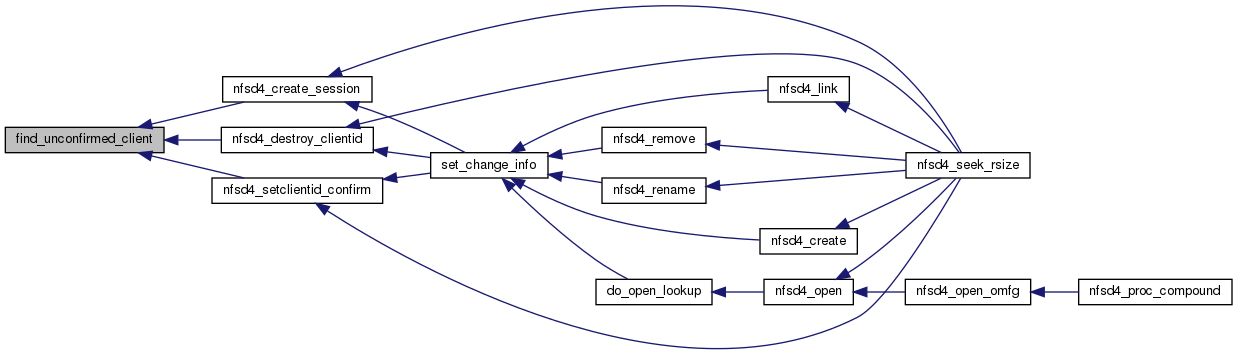 find_unconfirmed_client
nfsd4_create_session
nfsd4_destroy_clientid
nfsd4_setclientid_confirm
set_change_info
nfsd4_link
nfsd4_remove
nfsd4_rename
nfsd4_create
do_open_lookup
nfsd4_open
nfsd4_seek_rsize
nfsd4_open_omfg
nfsd4_proc_compound